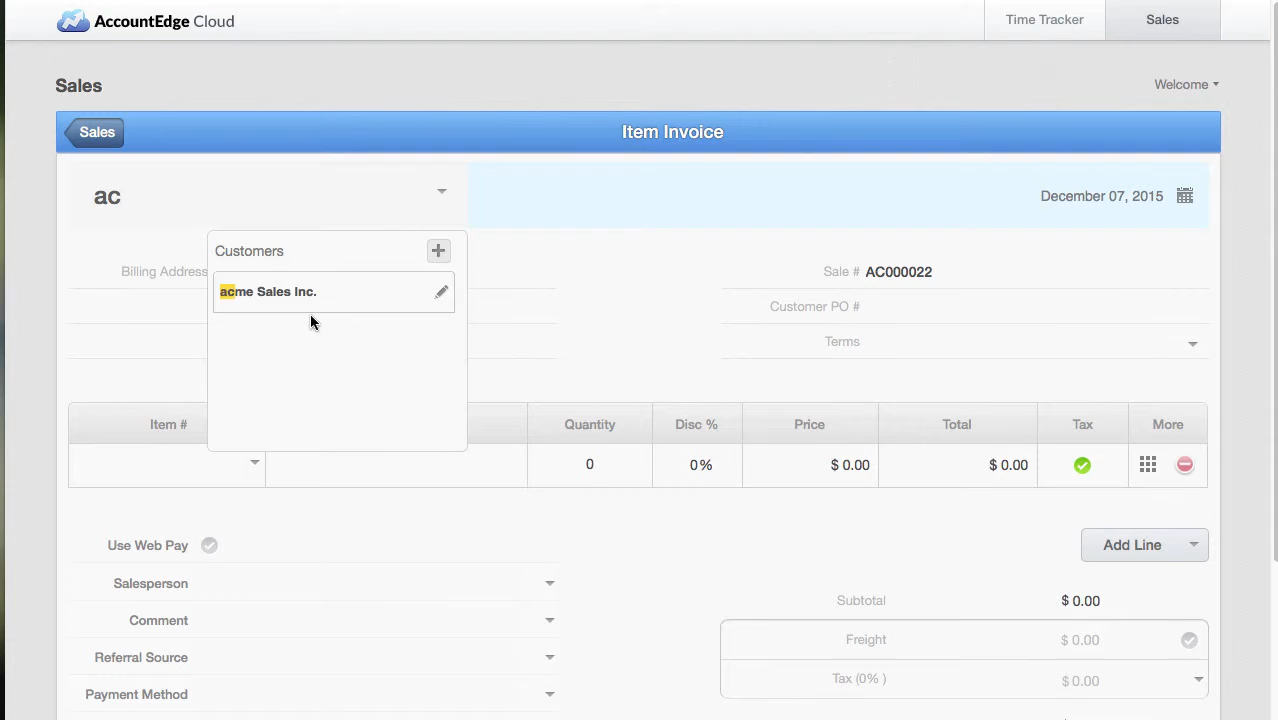 AccountEdge Cloud
Time Tracker
Sales
Sales
Welcome
Sales
Item Invoice
ac
December 07, 2015
Customers
Billing Address
acme Sales Inc.
Sale # AC000022
Customer PO #
Terms
Item #
Quantity
Disc %
Price
Total
Tax
More
0
0%
$ 0.00
$ 0.00
Use Web Pay
Add Line
Salesperson
Subtotal
$ 0.00
Comment
Freight
$ 0.00
Referral Source
Tax (0% )
$ 0.00
Payment Method